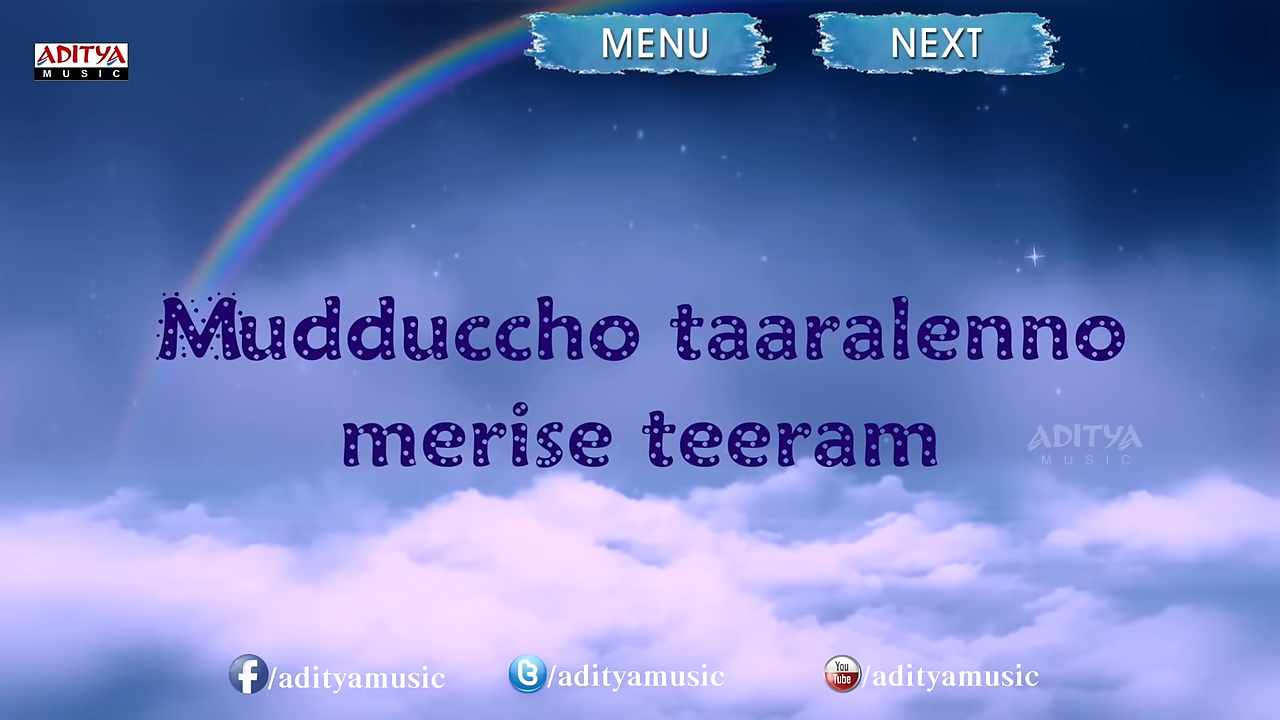 ADITYA
MUSIC
MENU
NEXT
Mudduccho taaralenno
merise teeram
ADITYA
MUSIC
f/adityamusic
/adityamusic
You
Tube
/adityamusic